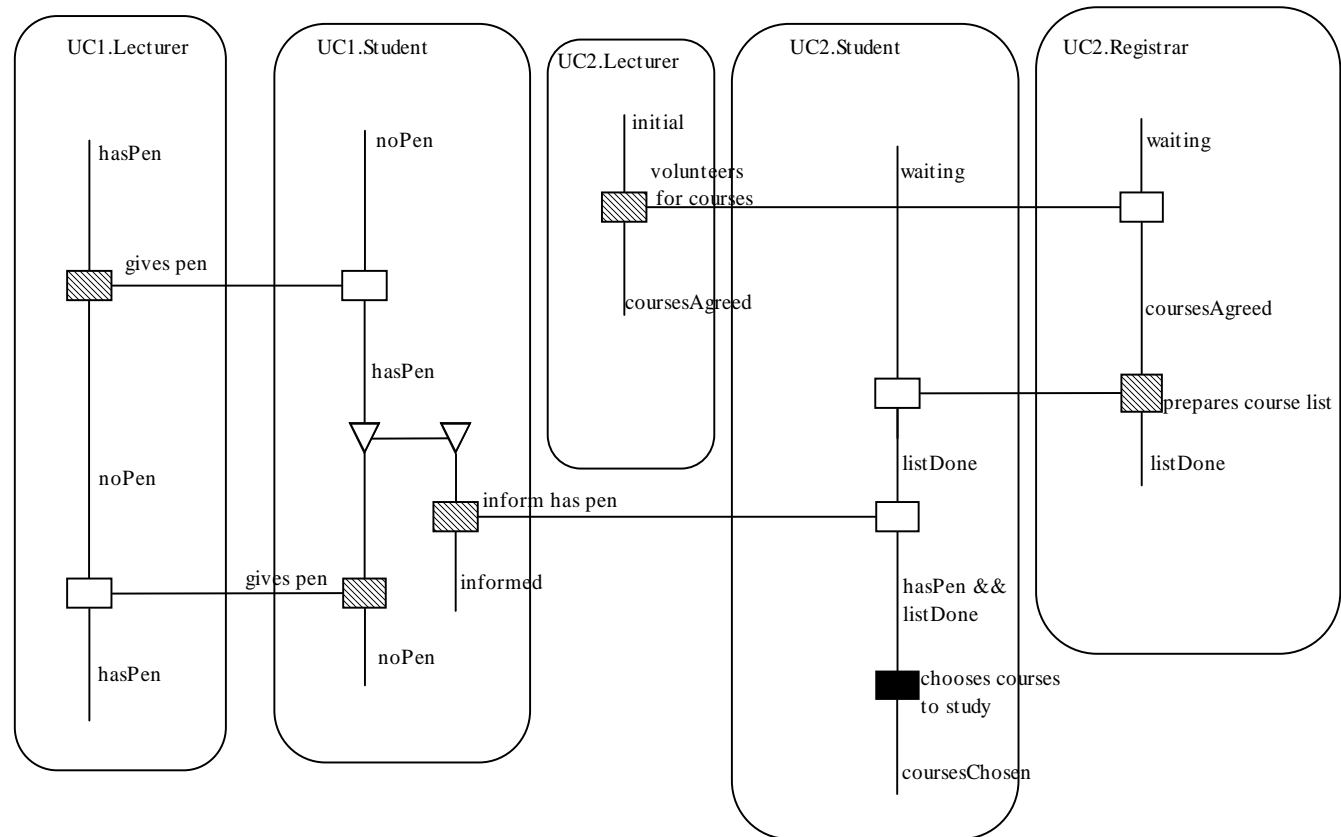 UC1.Lecturer
hasPen
gives pen
noPen
hasPen
UC1.Student
noPen
hasPen
inform has pen
gives pen
informed
noPen
UC2.Lecturer
initial
volunteers
for courses
coursesAgreed
UC2.Student
waiting
listDone
hasPen &&
listDone
chooses courses
to study
coursesChosen
UC2.Registrar
waiting
coursesAgreed
prepares course list
listDone